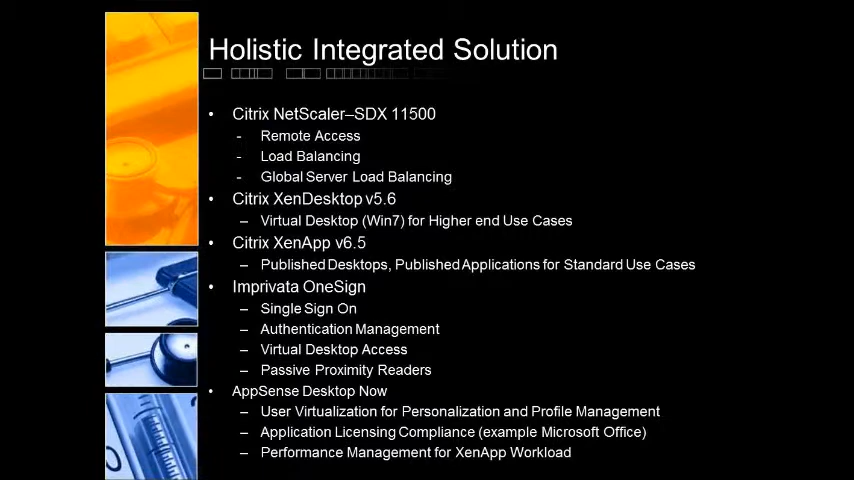 Holistic Integrated Solution
• Citrix NetScaler–SDX 11500
- Remote Access
- Load Balancing
- Global Server Load Balancing
• Citrix XenDesktop v5.6
– Virtual Desktop (Win7) for Higher end Use Cases
• Citrix XenApp v6.5
– Published Desktops, Published Applications for Standard Use Cases
• Imprivata OneSign
– Single Sign On
– Authentication Management
– Virtual Desktop Access
– Passive Proximity Readers
• AppSense Desktop Now
– User Virtualization for Personalization and Profile Management
– Application Licensing Compliance (example Microsoft Office)
– Performance Management for XenApp Workload